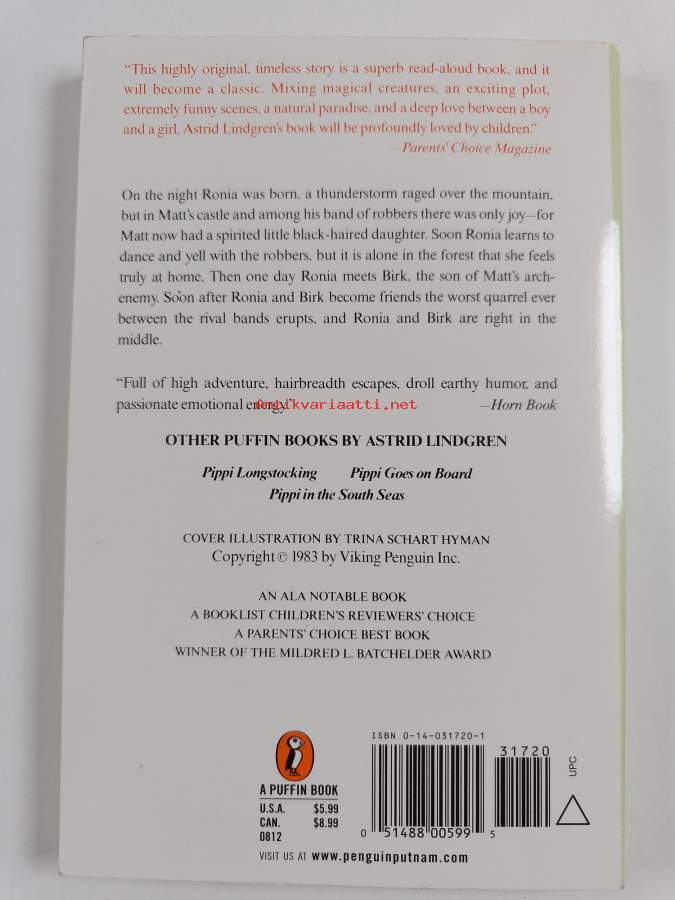 “This highly original, timeless story is a superb read-aloud book, and it
will become a classic. Mixing magical creatures, an exciting plot,
extremely funny scenes, a natural paradise, and a deep love between a boy
and a girl, Astrid Lindgren's book will be profoundly loved by children.”
—Parents' Choice Magazine
On the night Ronia was born, a thunderstorm raged over the mountain,
but in Matt's castle and among his band of robbers there was only joy—for
Matt now had a spirited little black-haired daughter. Soon Ronia learns to
dance and yell with the robbers, but it is alone in the forest that she feels
truly at home. Then one day Ronia meets Birk, the son of Matt's arch-
enemy. Soon after Ronia and Birk become friends the worst quarrel ever
between the rival bands erupts, and Ronia and Birk are right in the
middle.
“Full of high adventure, hairbreadth escapes, droll earthy humor, and
passionate emotional energy.” —Horn Book
antikvariaatti.net
OTHER PUFFIN BOOKS BY ASTRID LINDGREN
Pippi Longstocking Pippi Goes on Board
Pippi in the South Seas
COVER ILLUSTRATION BY TRINA SCHART HYMAN
Copyright © 1983 by Viking Penguin Inc.
AN ALA NOTABLE BOOK
A BOOKLIST CHILDREN'S REVIEWERS' CHOICE
A PARENTS' CHOICE BEST BOOK
WINNER OF THE MILDRED L. BATCHELDER AWARD
A PUFFIN BOOK
U.S.A. $5.99
CAN. $8.99
0812
ISBN 0-14-031720-1
31720
0 51488 00599 5
UPC
VISIT US AT www.penguinputnam.com